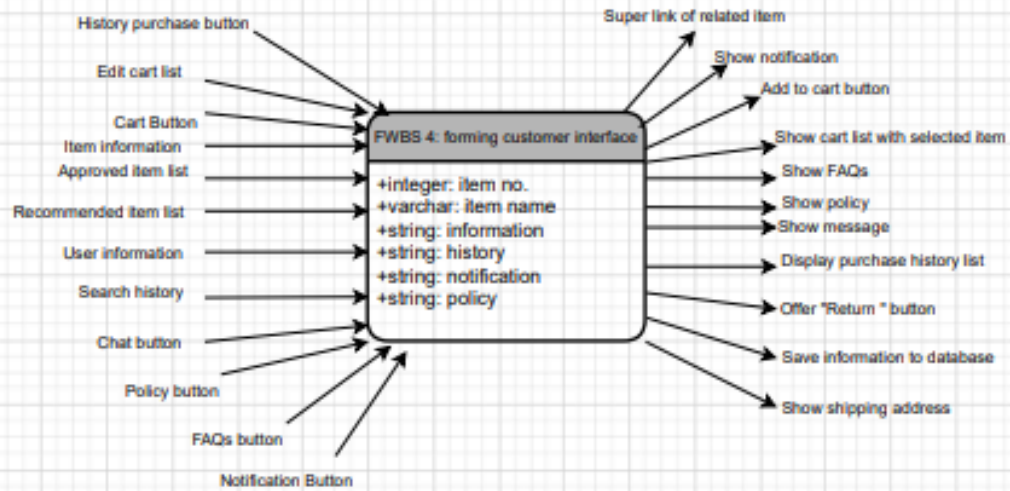 History purchase button
Edit cart list
Cart Button
Item information
Approved item list
Recommended item list
User information
Search history
Chat button
Policy button
FAQs button
Notification Button
FWBS 4: forming customer interface
+integer: item no.
+varchar: item name
+string: information
+string: history
+string: notification
+string: policy
Super link of related item
Show notification
Add to cart button
Show cart list with selected item
Show FAQs
Show policy
Show message
Display purchase history list
Offer "Return " button
Save information to database
Show shipping address